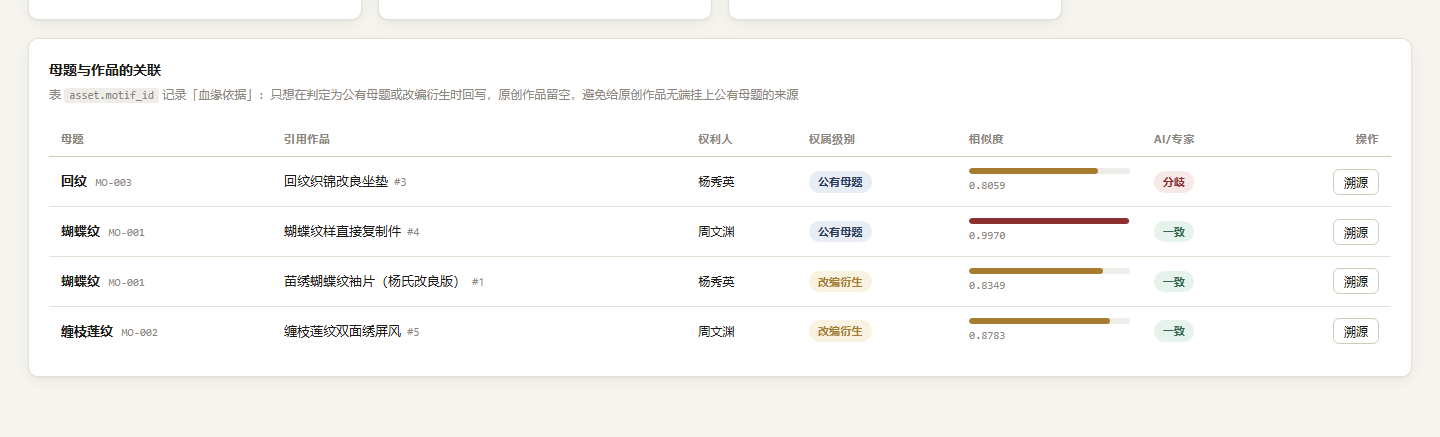 母题与作品的关联
表 asset.motif_id 记录「血缘依据」：只想在判定为公有母题或改编衍生时回写，原创作品留空，避免给原创作品无端挂上公有母题的来源
母题 引用作品 权利人 权属级别 相似度 AI/专家 操作
回纹 MO-003 回纹织锦改良坐垫 #3 杨秀英 公有母题 0.8059 分歧 溯源
蝴蝶纹 MO-001 蝴蝶纹样直接复制件 #4 周文渊 公有母题 0.9970 一致 溯源
蝴蝶纹 MO-001 苗绣蝴蝶纹袖片（杨氏改良版） #1 杨秀英 改编衍生 0.8349 一致 溯源
缠枝莲纹 MO-002 缠枝莲纹双面绣屏风 #5 周文渊 改编衍生 0.8783 一致 溯源